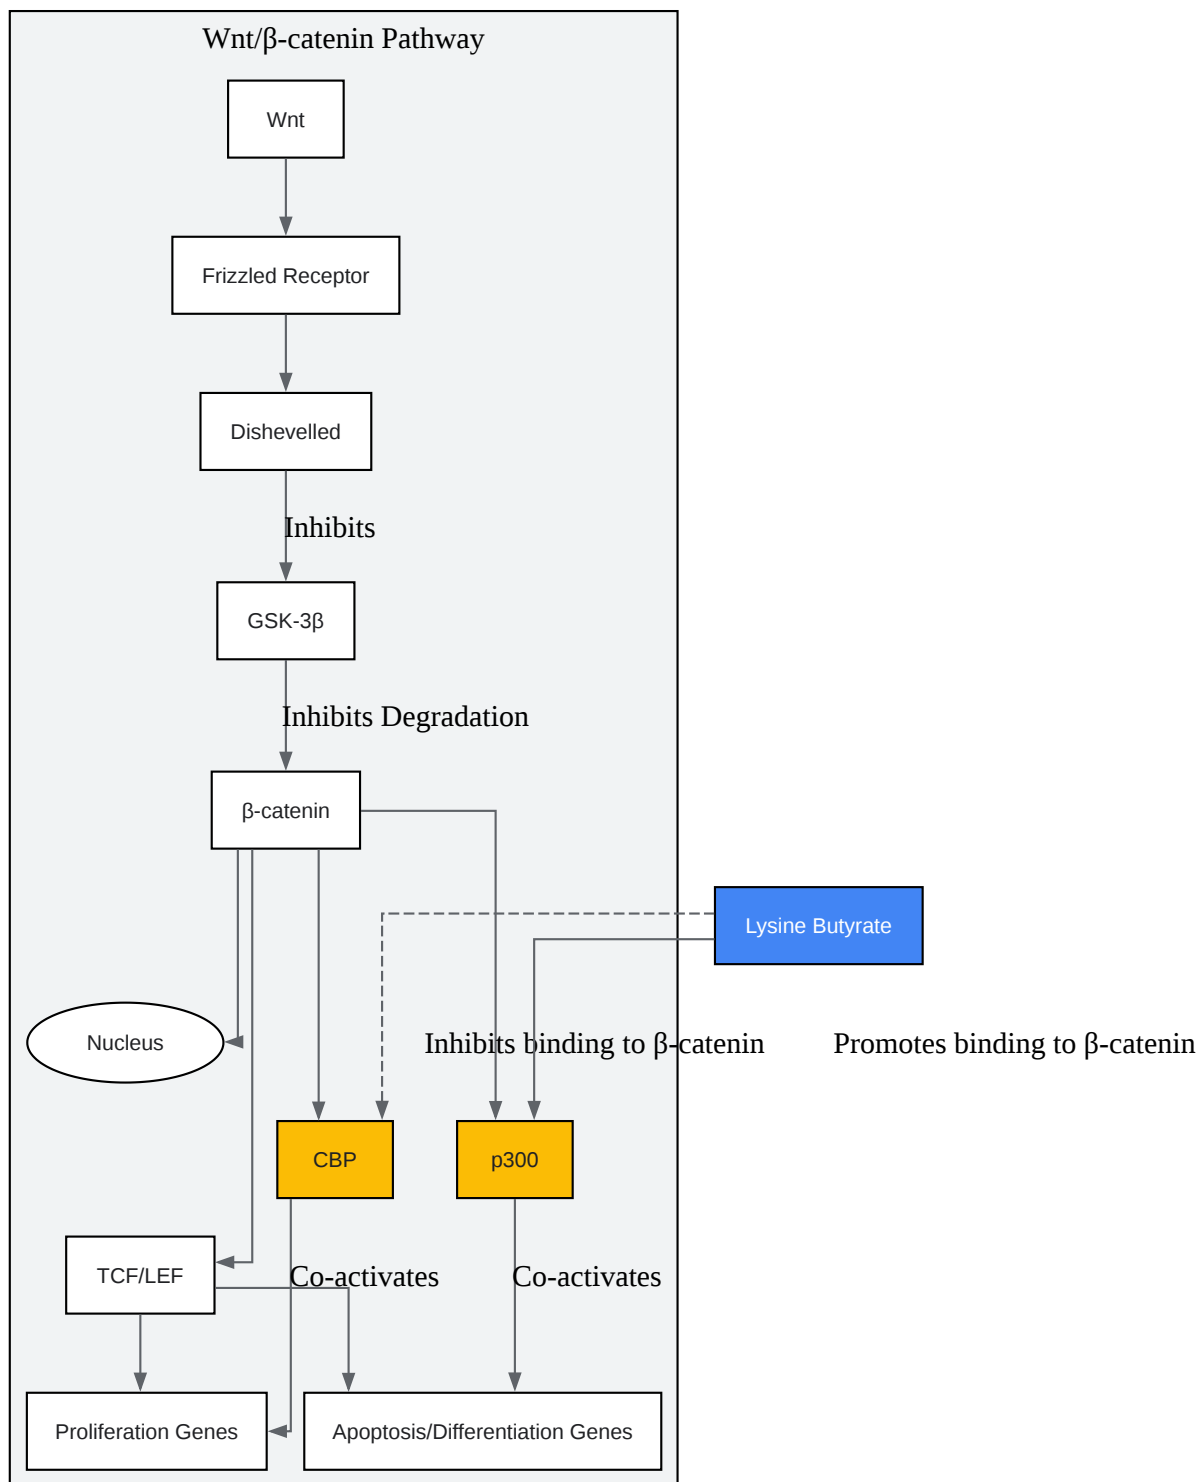 Wnt/β-catenin Pathway
Wnt
Frizzled Receptor
Dishevelled
Inhibits
GSK-3β
Inhibits Degradation
β-catenin
Lysine Butyrate
Nucleus
Inhibits binding to β-catenin
Promotes binding to β-catenin
CBP
p300
TCF/LEF
Co-activates
Co-activates
Proliferation Genes
Apoptosis/Differentiation Genes